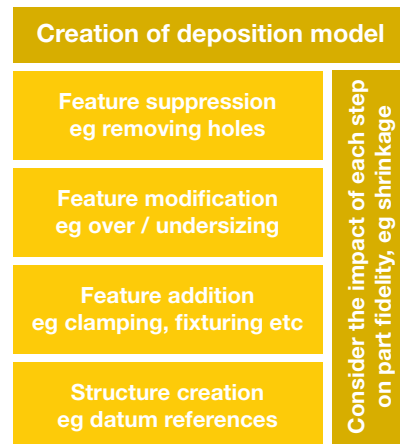 Creation of deposition model
Feature suppression
eg removing holes
Feature modification
eg over / undersizing
Feature addition
eg clamping, fixturing etc
Structure creation
eg datum references
Consider the impact of each step
on part fidelity, eg shrinkage